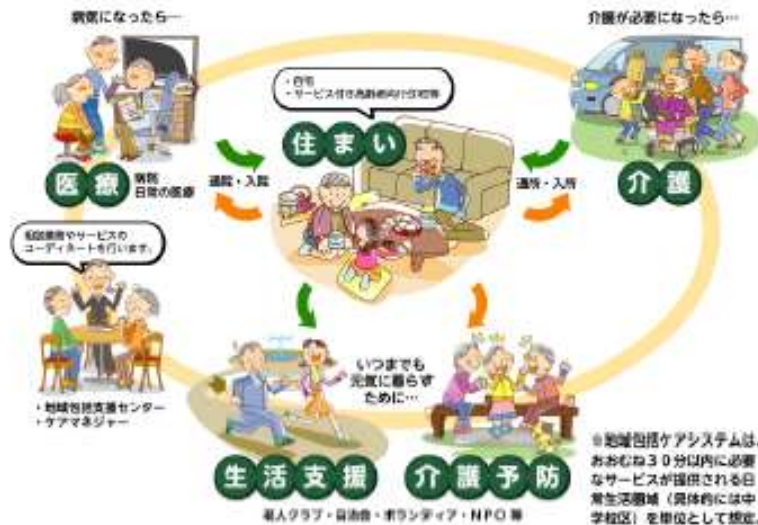 病気になったら…
介護が必要になったら…
・自宅
・サービス付き高齢者向け住宅等
住まい
医療
病院
日常の医療
通院・入院
通所・入所
介護
相談業務やサービスの
コーディネートを行います。
いつまでも
元気に暮らす
ために…
・地域包括支援センター
・ケアマネジャー
生活支援
介護予防
老人クラブ・自治会・ボランティア・NPO 等
※地域包括ケアシステムは、
おおむね30分以内に必要
なサービスが提供される日
常生活圏域（具体的には中
学校区）を単位として想定